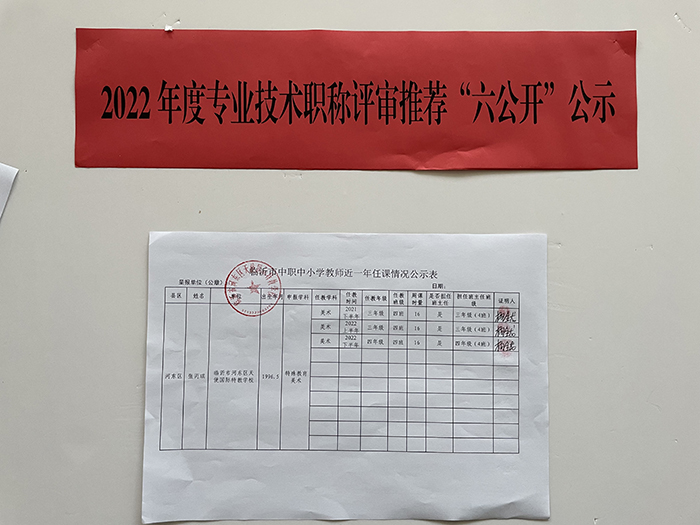 2022 年度专业技术职称评审推荐“六公开”公示
临沂市中职中小学教师近一年任课情况公示表
呈报单位（公章） 日期：
县区 姓名 单位 出生年月 申报学科 任教学科 任教时间 任教年级 任教班级 周课时量 是否担任班主任 担任班主任班级 证明人
河东区 临沂市河东区天使国际特教学校 1996.5 特殊教育美术
美术 2021下半年 三年级 四班 16 是 三年级（4班）
美术 2022上半年 三年级 四班 16 是 三年级（4班）
美术 2022下半年 四年级 四班 16 是 四年级（4班）